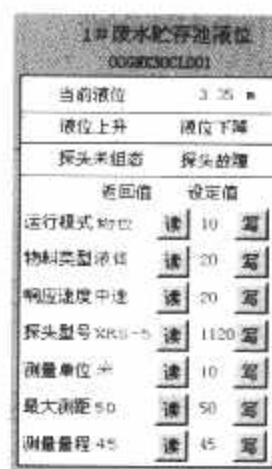 1#废水贮存池液位
当前液位 3.35 m
液位上升 液位下降
探头未组态 探头故障
返回值 设定值
运行模式 物位 读 10 写
物料类型 液体 读 20 写
响应速度 中速 读 20 写
探头型号 XRS-5 读 1120 写
测量单位 米 读 10 写
最大测距 50 读 50 写
测量量程 45 读 45 写